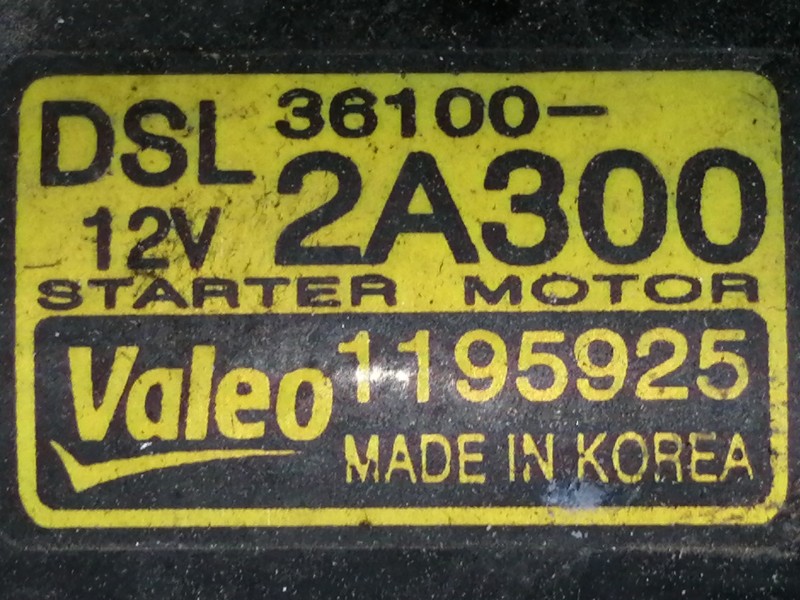 DSL 36100-
12V 2A300
STARTER MOTOR
Valeo 1195925
MADE IN KOREA